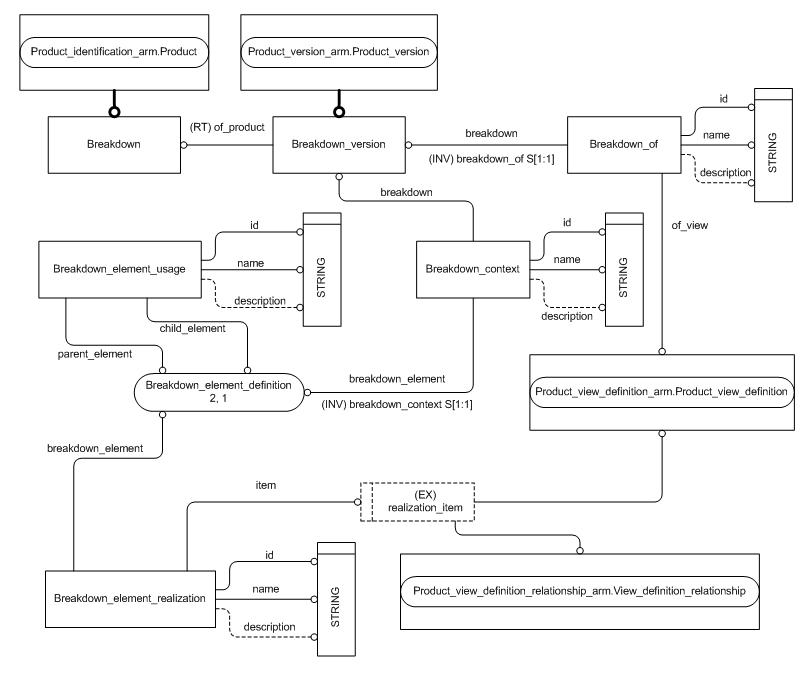 Product_identification_arm.Product
Product_version_arm.Product_version
Breakdown
(RT) of_product
Breakdown_version
breakdown
(INV) breakdown_of S[1:1]
Breakdown_of
id
name
description
STRING
breakdown
of_view
Breakdown_element_usage
id
name
description
STRING
Breakdown_context
id
name
description
STRING
child_element
parent_element
Breakdown_element_definition
2, 1
breakdown_element
(INV) breakdown_context S[1:1]
Product_view_definition_arm.Product_view_definition
breakdown_element
item
(EX)
realization_item
Breakdown_element_realization
id
name
description
STRING
Product_view_definition_relationship_arm.View_definition_relationship